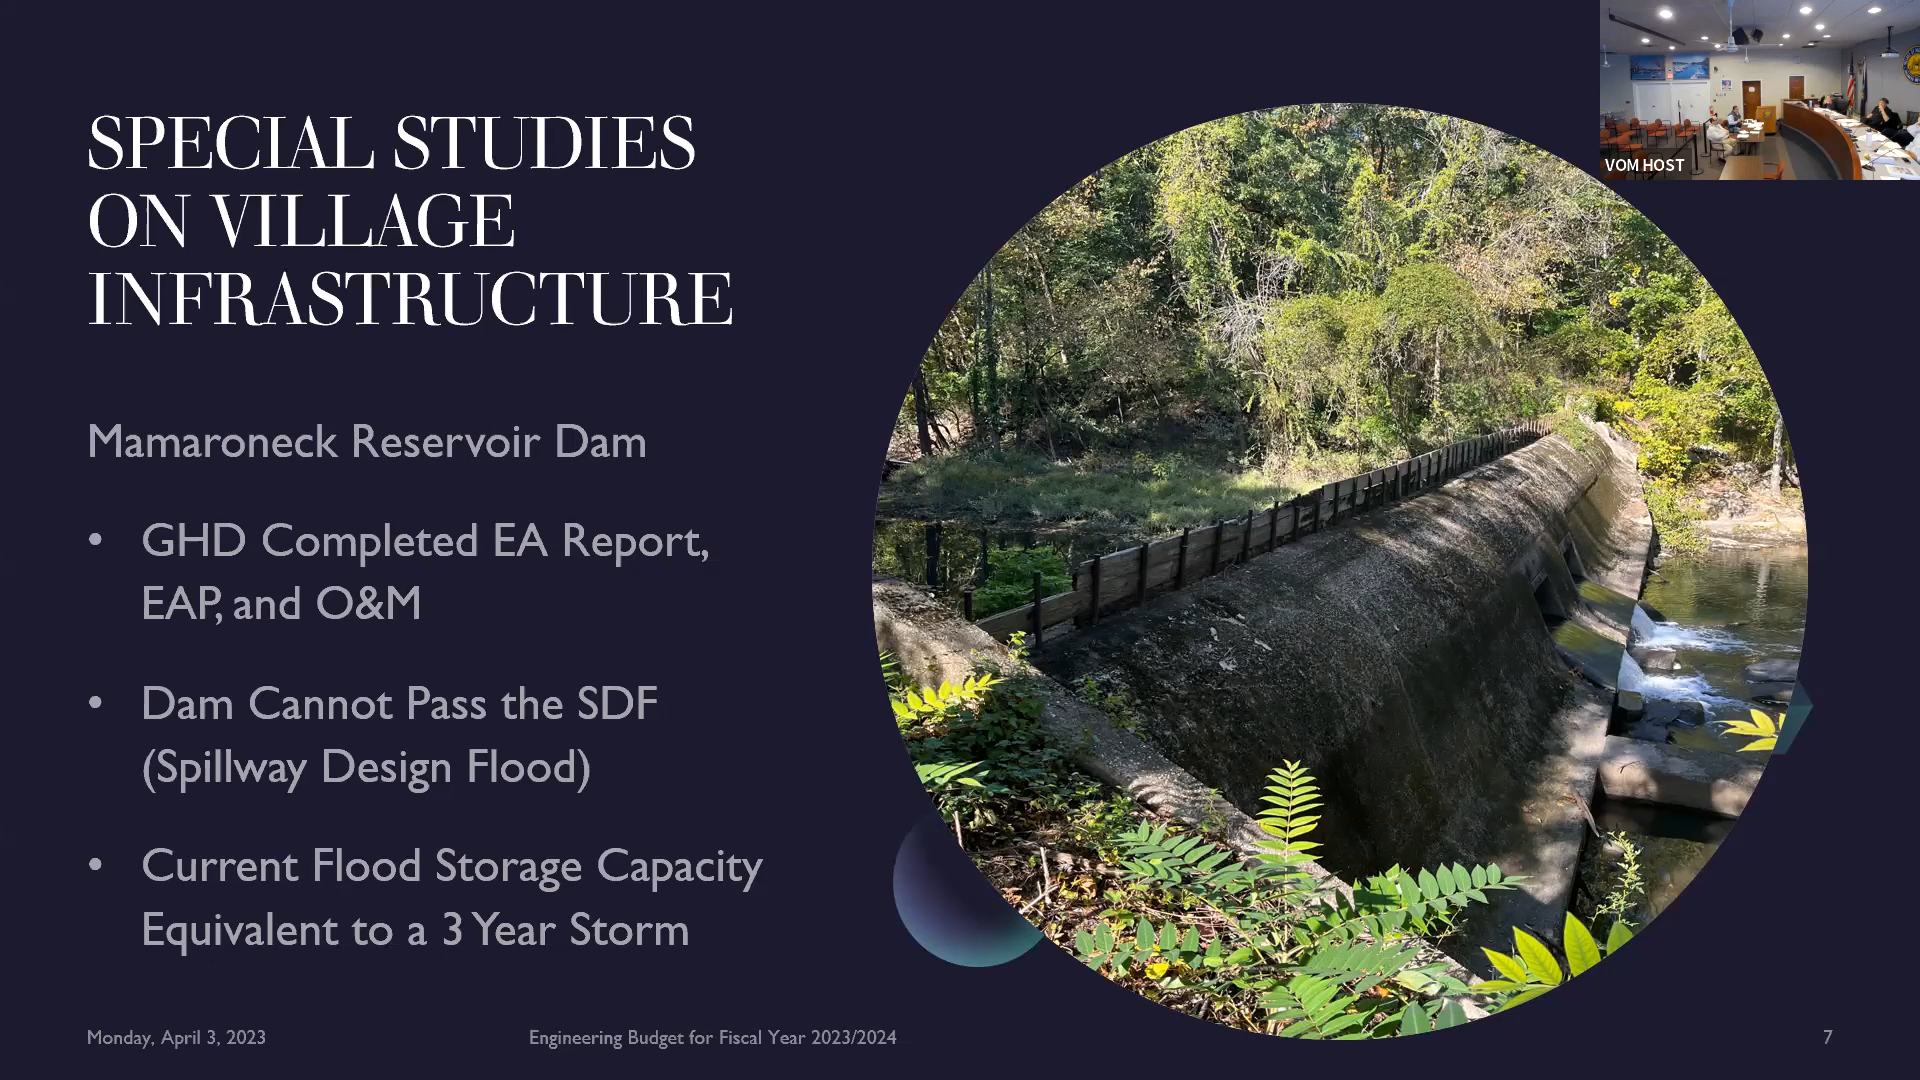 SPECIAL STUDIES
ON VILLAGE
INFRASTRUCTURE
Mamaroneck Reservoir Dam
• GHD Completed EA Report,
EAP, and O&M
• Dam Cannot Pass the SDF
(Spillway Design Flood)
• Current Flood Storage Capacity
Equivalent to a 3 Year Storm
VOM HOST
Monday, April 3, 2023
Engineering Budget for Fiscal Year 2023/2024
7